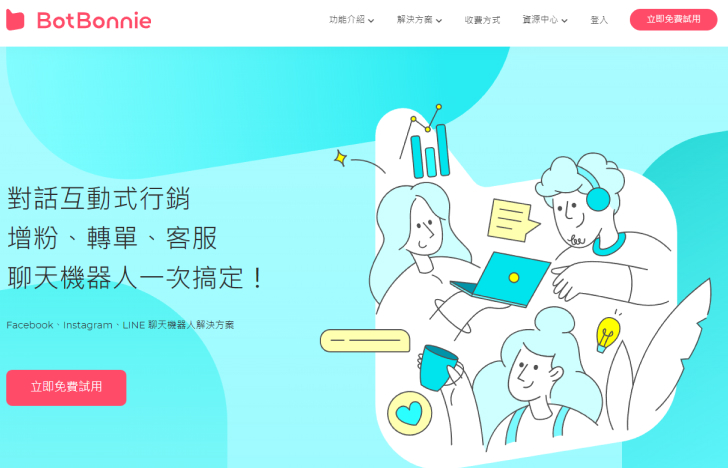 BotBonnie
功能介紹 解決方案 收費方式 資源中心 登入 立即免費試用
對話互動式行銷
增粉、轉單、客服
聊天機器人一次搞定！
Facebook、Instagram、LINE 聊天機器人解決方案
立即免費試用